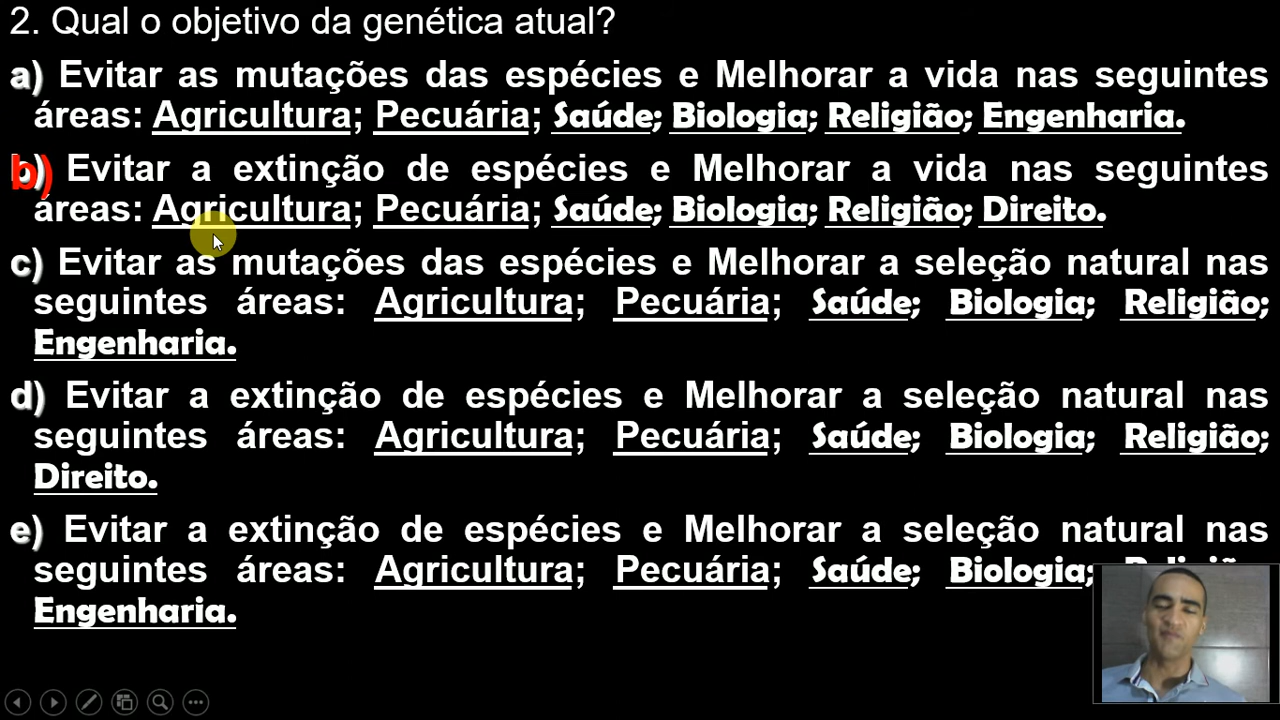 2. Qual o objetivo da genética atual?
a) Evitar as mutações das espécies e Melhorar a vida nas seguintes
áreas: Agricultura; Pecuária; Saúde; Biologia; Religião; Engenharia.
b) Evitar a extinção de espécies e Melhorar a vida nas seguintes
áreas: Agricultura; Pecuária; Saúde; Biologia; Religião; Direito.
c) Evitar as mutações das espécies e Melhorar a seleção natural nas
seguintes áreas: Agricultura; Pecuária; Saúde; Biologia; Religião;
Engenharia.
d) Evitar a extinção de espécies e Melhorar a seleção natural nas
seguintes áreas: Agricultura; Pecuária; Saúde; Biologia; Religião;
Direito.
e) Evitar a extinção de espécies e Melhorar a seleção natural nas
seguintes áreas: Agricultura; Pecuária; Saúde; Biologia;
Engenharia.